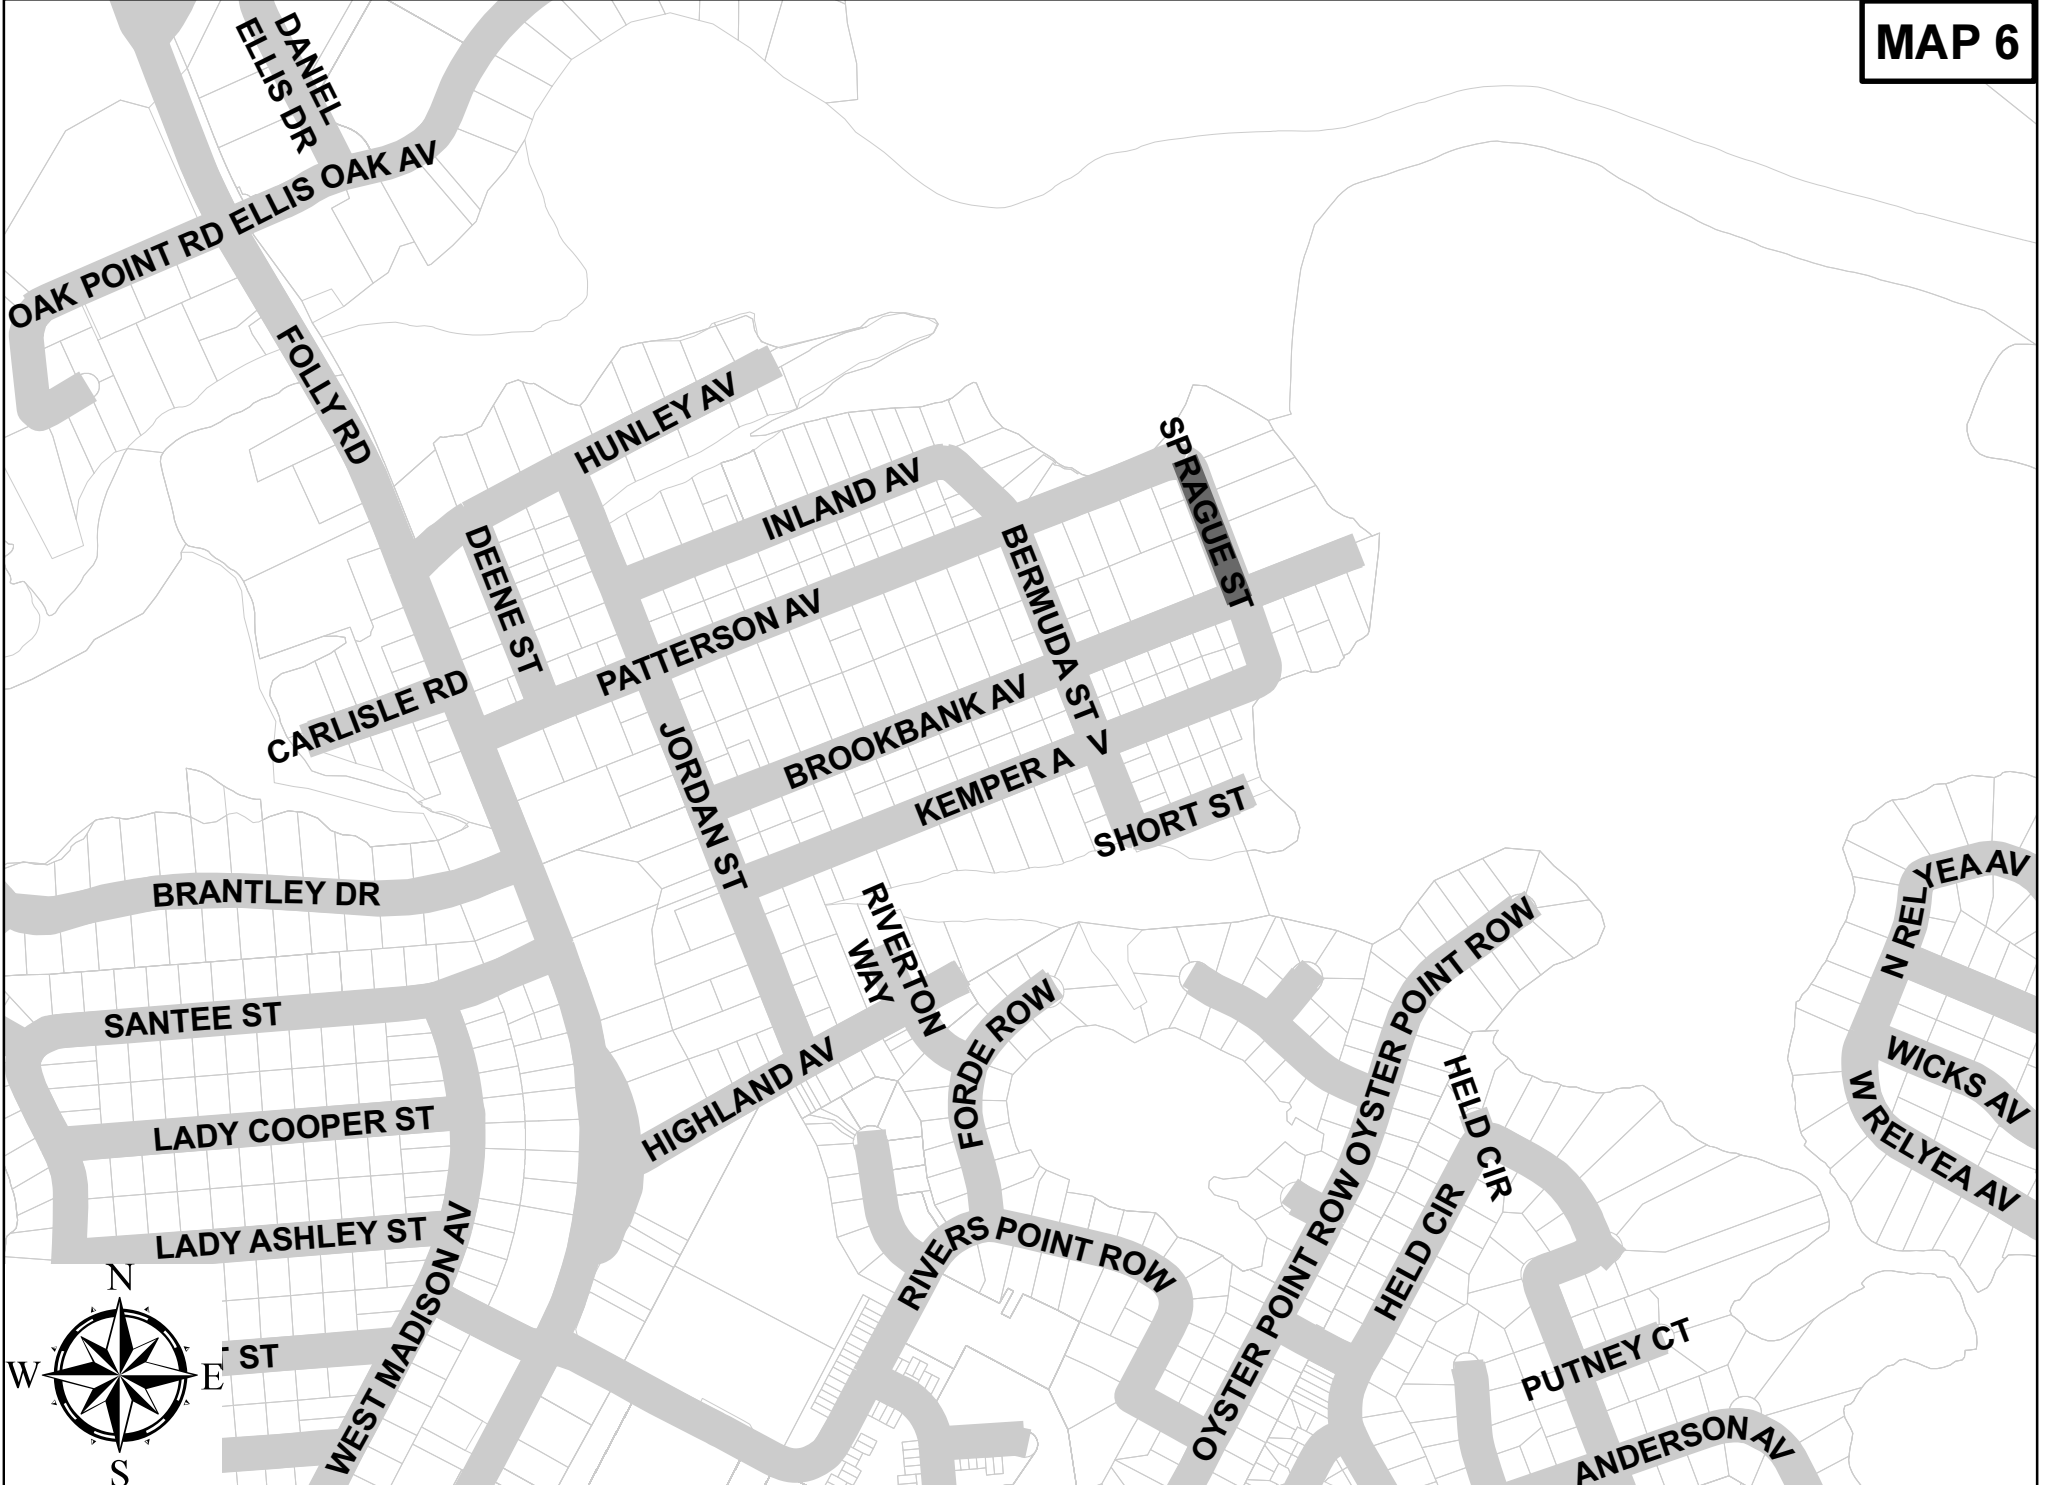 MAP 6
DANIEL
ELLIS DR
ELLIS OAK AV
OAK POINT RD
FOLLY RD
HUNLEY AV
SPRAGUE ST
INLAND AV
DEENE ST
BERMUDA ST
PATTERSON AV
CARLISLE RD
BROOKBANK AV
JORDAN ST
KEMPER A V
SHORT ST
BRANTLEY DR
RIVERTON
WAY
N RELYEA AV
OYSTER POINT ROW
SANTEE ST
FORDE ROW
HIGHLAND AV
WICKS AV
HELD CIR
OYSTER POINT ROW
LADY COOPER ST
W RELYEA AV
LADY ASHLEY ST
RIVERS POINT ROW
HELD CIR
WEST MADISON AV
OYSTER POINT ROW
PUTNEY CT
ST
ANDERSON AV
N
W E
S